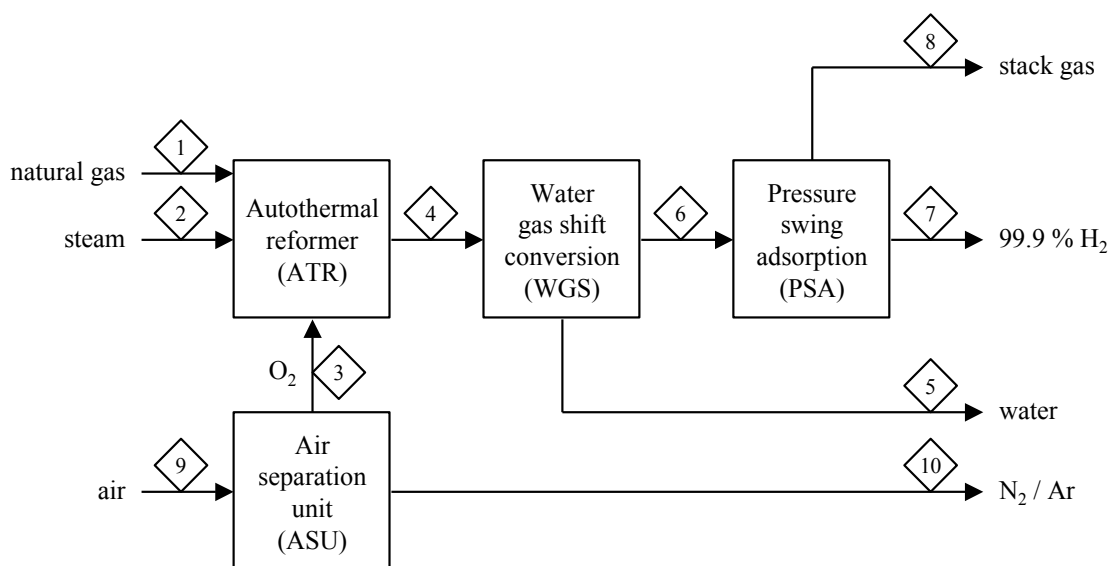 8
stack gas
1
natural gas
2
steam
Autothermal
reformer
(ATR)
4
Water
gas shift
conversion
(WGS)
6
Pressure
swing
adsorption
(PSA)
7
99.9 % H₂
O₂
3
5
water
9
air
Air
separation
unit
(ASU)
10
N₂ / Ar